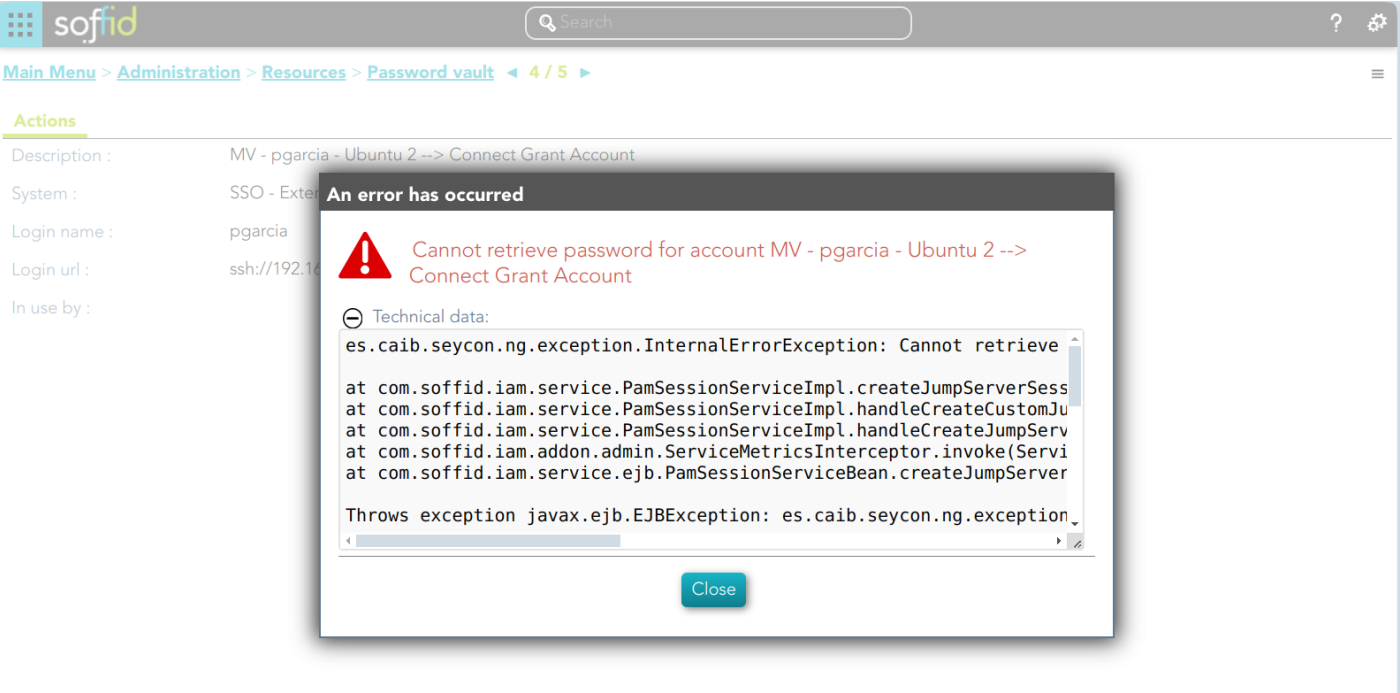 soffid
Search
?
Main Menu > Administration > Resources > Password vault ◄ 4 / 5 ►
Actions
Description : MV - pgarcia - Ubuntu 2 --> Connect Grant Account
System : SSO - Exter
Login name : pgarcia
Login url : ssh://192.16
In use by :
An error has occurred
Cannot retrieve password for account MV - pgarcia - Ubuntu 2 -->
Connect Grant Account
Technical data:
es.caib.seycon.ng.exception.InternalErrorException: Cannot retrieve
at com.soffid.iam.service.PamSessionServiceImpl.createJumpServerSess
at com.soffid.iam.service.PamSessionServiceImpl.handleCreateCustomJu
at com.soffid.iam.service.PamSessionServiceImpl.handleCreateJumpServ
at com.soffid.iam.addon.admin.ServiceMetricsInterceptor.invoke(Servi
at com.soffid.iam.service.ejb.PamSessionServiceBean.createJumpServer
Throws exception javax.ejb.EJBException: es.caib.seycon.ng.exception
Close